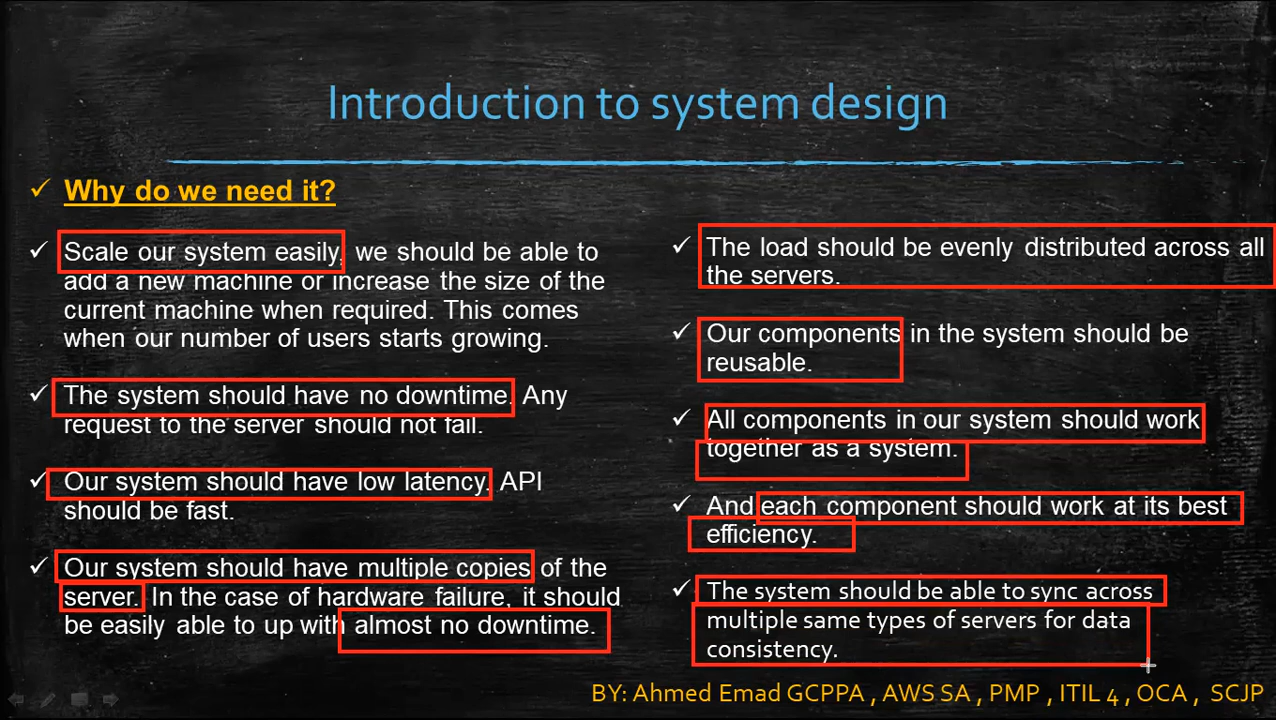 Introduction to system design
Why do we need it?
Scale our system easily, we should be able to
add a new machine or increase the size of the
current machine when required. This comes
when our number of users starts growing.
The system should have no downtime. Any
request to the server should not fail.
Our system should have low latency. API
should be fast.
Our system should have multiple copies of the
server. In the case of hardware failure, it should
be easily able to up with almost no downtime.
The load should be evenly distributed across all
the servers.
Our components in the system should be
reusable.
All components in our system should work
together as a system.
And each component should work at its best
efficiency.
The system should be able to sync across
multiple same types of servers for data
consistency.
BY: Ahmed Emad GCPPA , AWS SA , PMP , ITIL 4 , OCA , SCJP